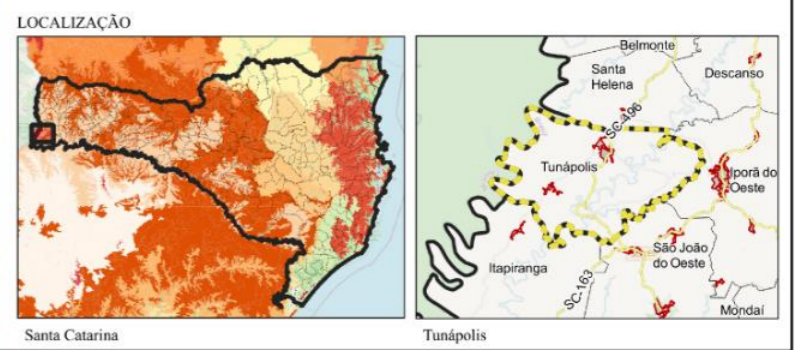 LOCALIZAÇÃO
Belmonte
Santa
Helena
Descanso
SC-496
Tunápolis
Iporã do
Oeste
São João
do Oeste
Itapiranga
SC-163
Mondaí
Santa Catarina
Tunápolis